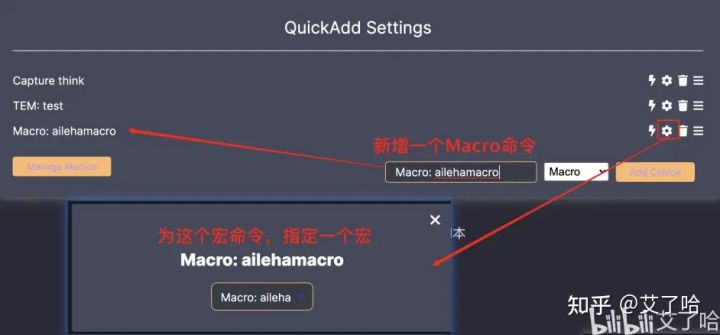 QuickAdd Settings
Capture think
TEM: test
Macro: ailehamacro
新增一个Macro命令
Manage Macros
Macro: ailehamacro
Macro
Add Choice
为这个宏命令，指定一个宏
本
Macro: ailehamacro
Macro: aileha
知乎 @艾了哈
bilibili 艾了哈